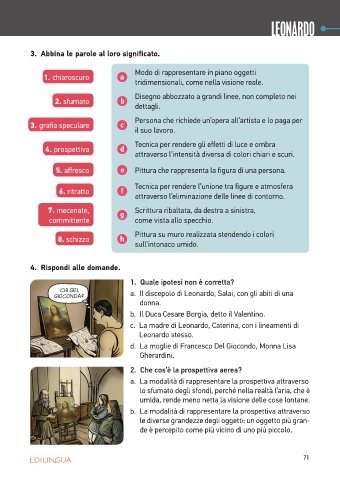 LEONARDO
3. Abbina le parole al loro significato.
1. chiaroscuro
a
Modo di rappresentare in piano oggetti
tridimensionali, come nella visione reale.
2. sfumato
b
Disegno abbozzato a grandi linee, non completo nei
dettagli.
3. grafia speculare
c
Persona che richiede un'opera all'artista e lo paga per
il suo lavoro.
4. prospettiva
d
Tecnica per rendere gli effetti di luce e ombra
attraverso l'intensità diversa di colori chiari e scuri.
5. affresco
e
Pittura che rappresenta la figura di una persona.
6. ritratto
f
Tecnica per rendere l'unione tra figure e atmosfera
attraverso l'eliminazione delle linee di contorno.
7. mecenate,
committente
g
Scrittura ribaltata, da destra a sinistra,
come vista allo specchio.
8. schizzo
h
Pittura su muro realizzata stendendo i colori
sull'intonaco umido.
4. Rispondi alle domande.
CHI SEI,
GIOCONDA?
1. Quale ipotesi non è corretta?
a. Il discepolo di Leonardo, Salaì, con gli abiti di una
donna.
b. Il Duca Cesare Borgia, detto il Valentino.
c. La madre di Leonardo, Caterina, con i lineamenti di
Leonardo stesso.
d. La moglie di Francesco Del Giocondo, Monna Lisa
Gherardini.
2. Che cos'è la prospettiva aerea?
a. La modalità di rappresentare la prospettiva attraverso
lo sfumato degli sfondi, perché nella realtà l'aria, che è
umida, rende meno netta la visione delle cose lontane.
b. La modalità di rappresentare la prospettiva attraverso
le diverse grandezze degli oggetti: un oggetto più gran-
de è percepito come più vicino di uno più piccolo.
EDILINGUA
71